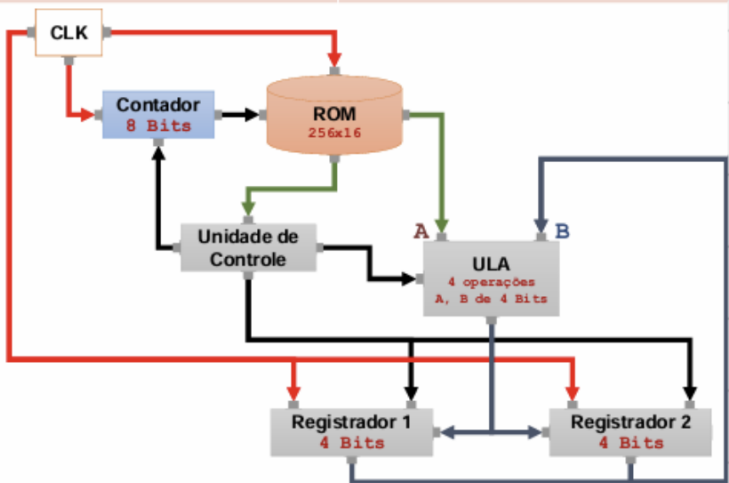 CLK
Contador
8 Bits
ROM
256x16
Unidade de
Controle
A
B
ULA
4 operações
A, B de 4 Bits
Registrador 1
4 Bits
Registrador 2
4 Bits